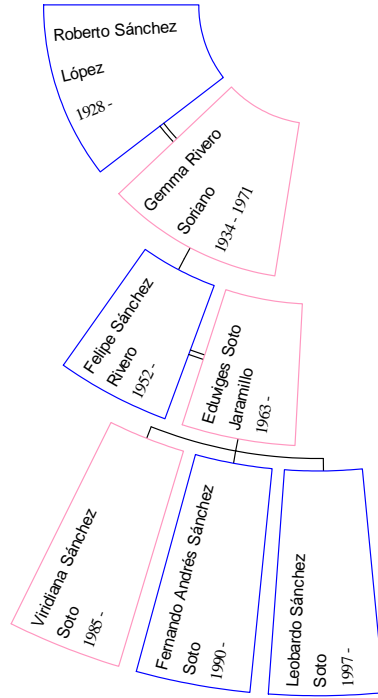 Roberto Sánchez
López
1928 -
Gemma Rivero
Soriano
1934 - 1971
Felipe Sánchez
Rivero
1952 -
Eduviges Soto
Jaramillo
1963 -
Viridiana Sánchez
Soto
1985 -
Fernando Andrés Sánchez
Soto
1990 -
Leobardo Sánchez
Soto
1997 -